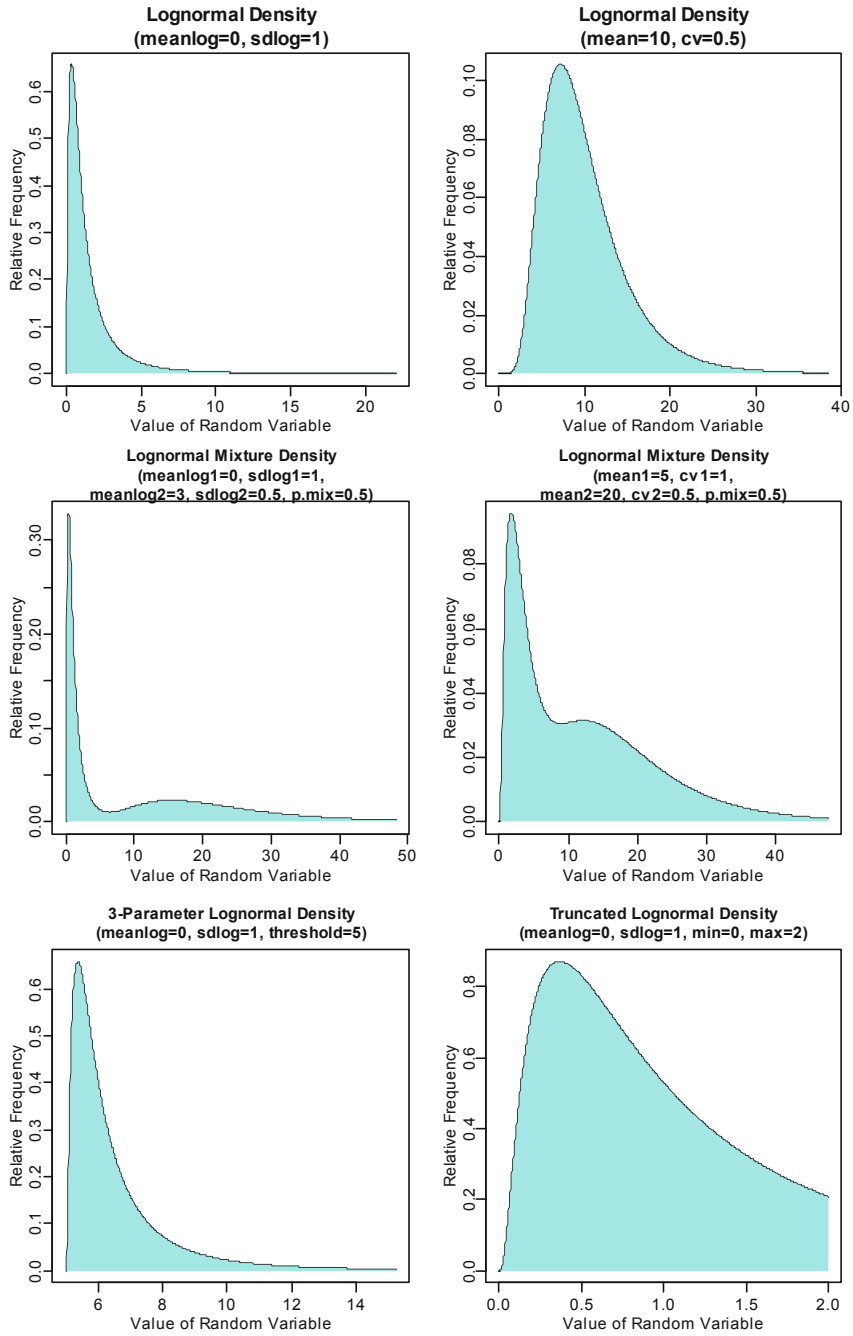 Lognormal Density
(meanlog=0, sdlog=1)
Relative Frequency
0.0 0.1 0.2 0.3 0.4 0.5 0.6
0 5 10 15 20
Value of Random Variable
Lognormal Density
(mean=10, cv=0.5)
Relative Frequency
0.00 0.02 0.04 0.06 0.08 0.10
0 10 20 30 40
Value of Random Variable
Lognormal Mixture Density
(meanlog1=0, sdlog1=1,
meanlog2=3, sdlog2=0.5, p.mix=0.5)
Relative Frequency
0.00 0.10 0.20 0.30
0 10 20 30 40 50
Value of Random Variable
Lognormal Mixture Density
(mean1=5, cv1=1,
mean2=20, cv2=0.5, p.mix=0.5)
Relative Frequency
0.00 0.02 0.04 0.06 0.08
0 10 20 30 40
Value of Random Variable
3-Parameter Lognormal Density
(meanlog=0, sdlog=1, threshold=5)
Relative Frequency
0.0 0.1 0.2 0.3 0.4 0.5 0.6
6 8 10 12 14
Value of Random Variable
Truncated Lognormal Density
(meanlog=0, sdlog=1, min=0, max=2)
Relative Frequency
0.0 0.2 0.4 0.6 0.8
0.0 0.5 1.0 1.5 2.0
Value of Random Variable